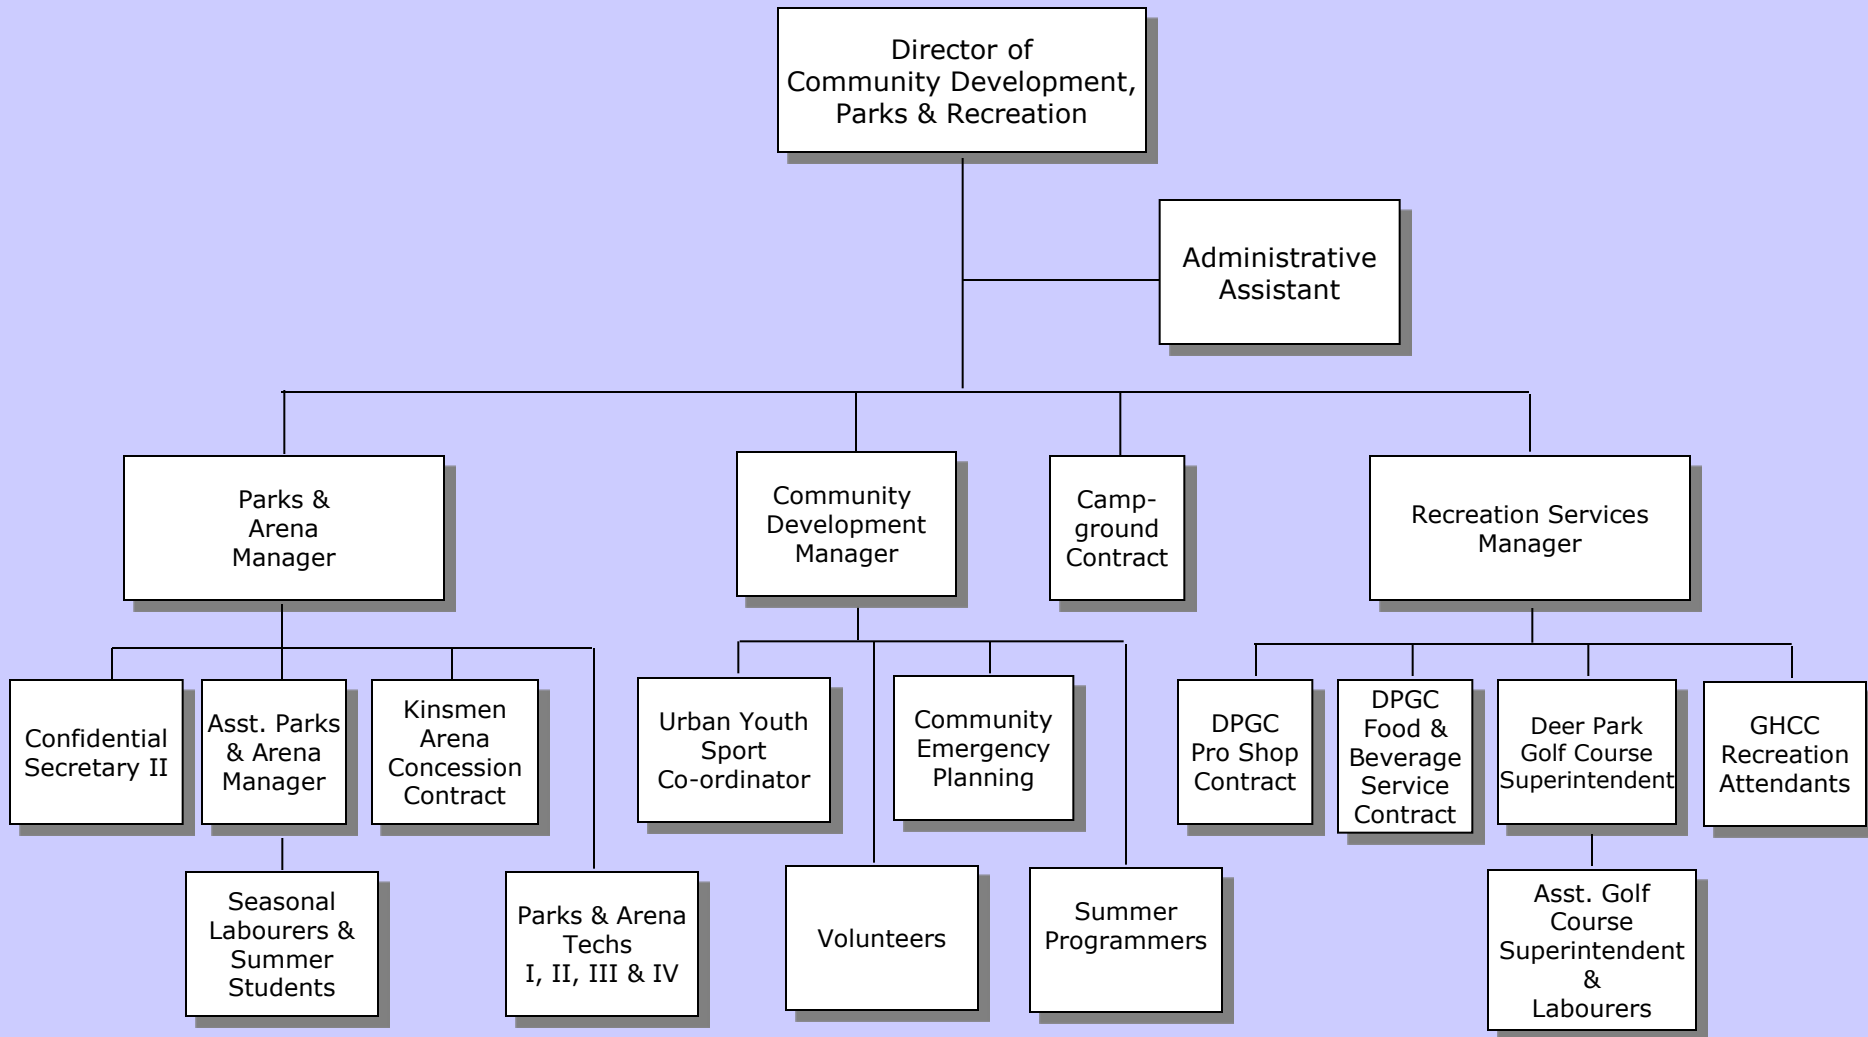 Director of
Community Development,
Parks & Recreation
Administrative
Assistant
Parks &
Arena
Manager
Community
Development
Manager
Camp-
ground
Contract
Recreation Services
Manager
Confidential
Secretary II
Asst. Parks
& Arena
Manager
Kinsmen
Arena
Concession
Contract
Urban Youth
Sport
Co-ordinator
Community
Emergency
Planning
DPGC
Pro Shop
Contract
DPGC
Food &
Beverage
Service
Contract
Deer Park
Golf Course
Superintendent
GHCC
Recreation
Attendants
Seasonal
Labourers &
Summer
Students
Parks & Arena
Techs
I, II, III & IV
Volunteers
Summer
Programmers
Asst. Golf
Course
Superintendent
&
Labourers